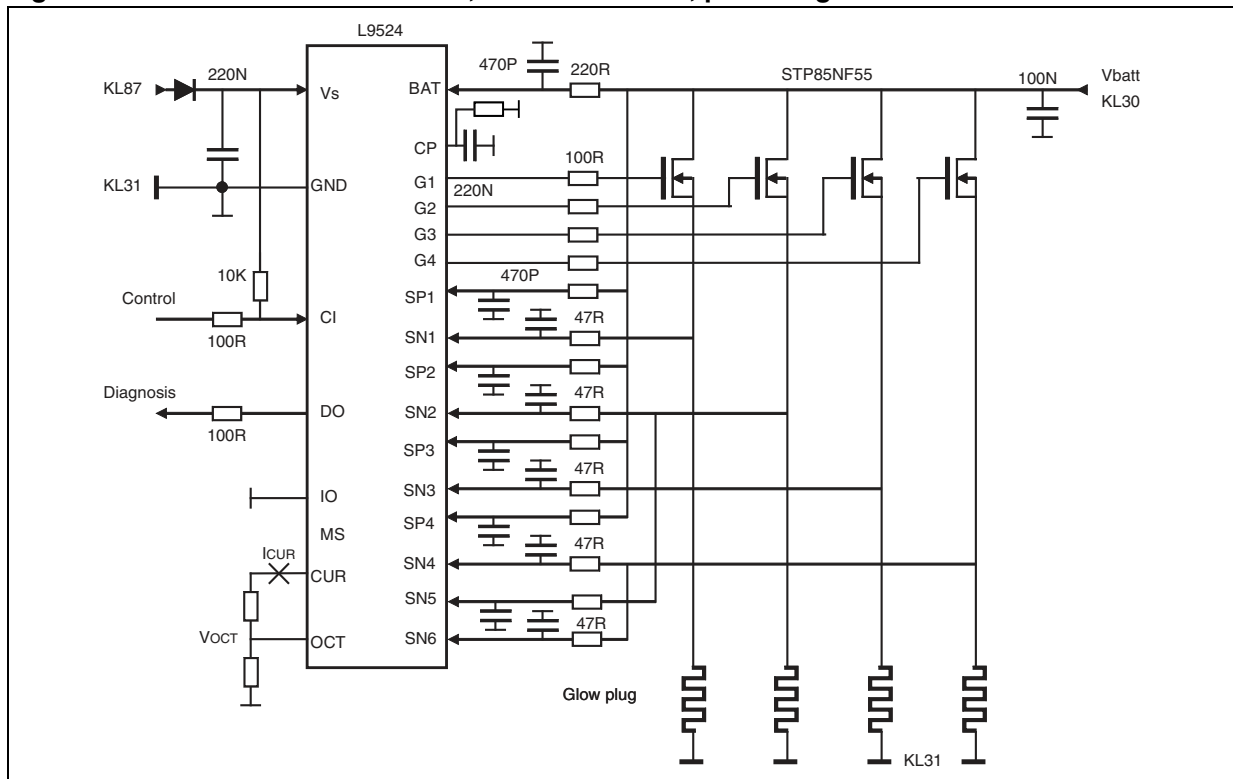 L9524
KL87
220N
Vs
BAT
470P
220R
STP85NF55
100N
Vbatt
KL30
CP
KL31
GND
G1
100R
220N
G2
G3
G4
10K
470P
SP1
Control
CI
100R
SN1
47R
SP2
Diagnosis
DO
100R
SN2
47R
SP3
IO
SN3
47R
MS
SP4
ICUR
CUR
SN4
47R
SN5
VOCT
OCT
SN6
47R
Glow plug
KL31